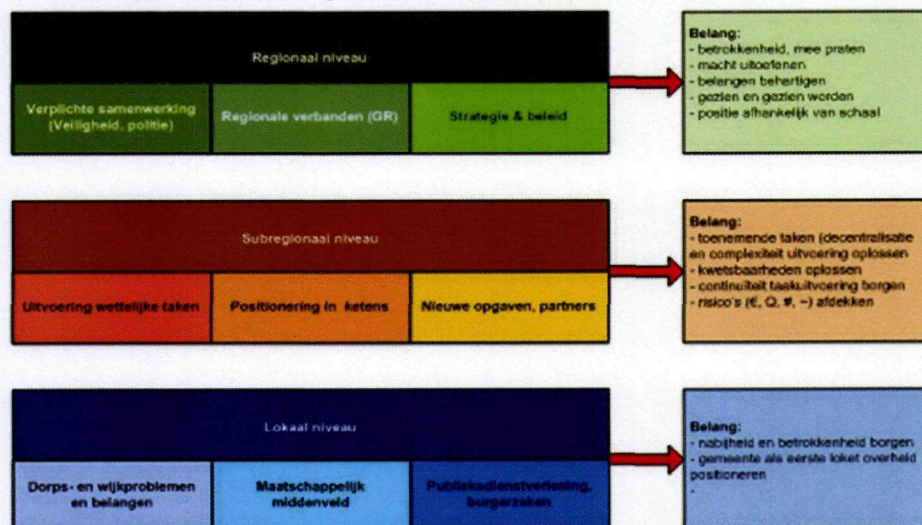 Regionaal niveau
Verplichte samenwerking
(Veiligheid, politie)
Regionale verbanden (GR)
Strategie & beleid
Belang:
- betrokkenheid, mee praten
- macht uitoefenen
- belangen behartigen
- gezien en gezien worden
- positie afhankelijk van schaal
Subregionaal niveau
Uitvoering wettelijke taken
Positionering in ketens
Nieuwe opgaven, partners
Belang:
- toenemende taken (decentralisatie
en complexiteit uitvoering oplossen
- kwetsbaarheden oplossen
- continuïteit taakuitvoering borgen
- risico's (€, Q, #, ~) afdekken
Lokaal niveau
Dorps- en wijkproblemen
en belangen
Maatschappelijk
middenveld
Publieksdienstverlening,
burgerzaken
Belang:
- nabijheid en betrokkenheid borgen
- gemeente als eerste loket overheid
positioneren
-